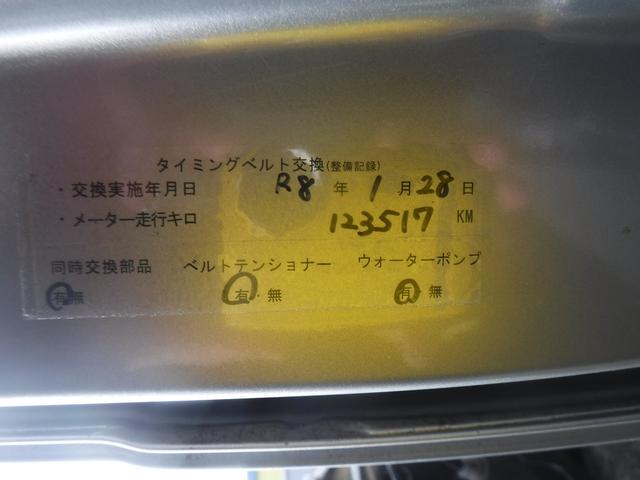 タイミングベルト交換(整備記録)
・交換実施年月日 R8 年 1 月 28 日
・メーター走行キロ 123517 KM
同時交換部品 ベルトテンショナー ウォーターポンプ
有・無 有・無 有・無